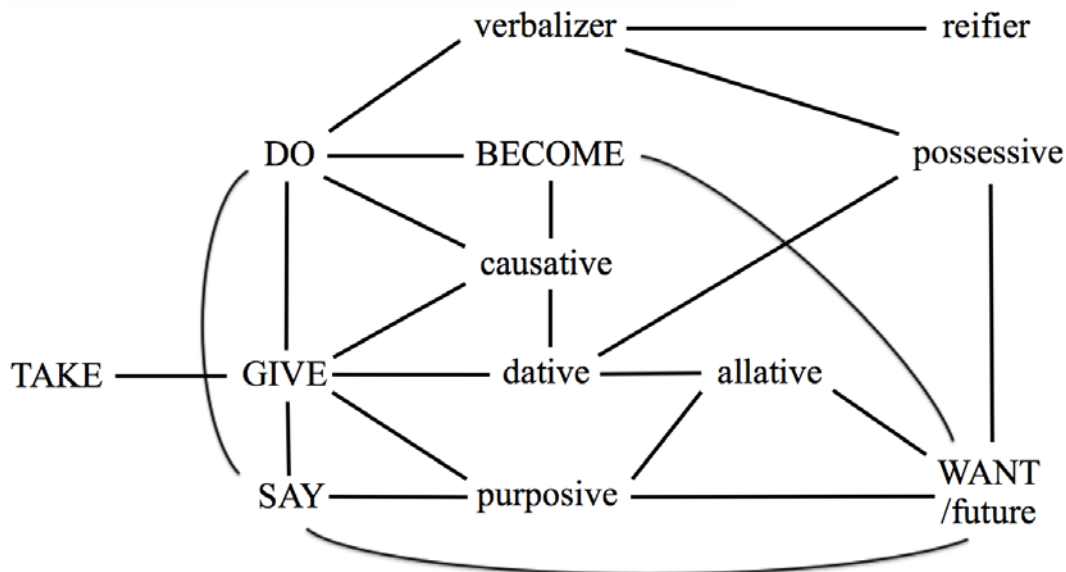 verbalizer reifier
DO BECOME possessive
causative
TAKE GIVE dative allative
SAY purposive WANT
/future